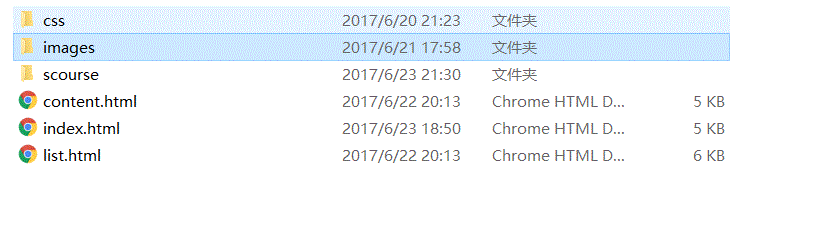 css 2017/6/20 21:23 文件夹
images 2017/6/21 17:58 文件夹
scourse 2017/6/23 21:30 文件夹
content.html 2017/6/22 20:13 Chrome HTML D... 5 KB
index.html 2017/6/23 18:50 Chrome HTML D... 5 KB
list.html 2017/6/22 20:13 Chrome HTML D... 6 KB